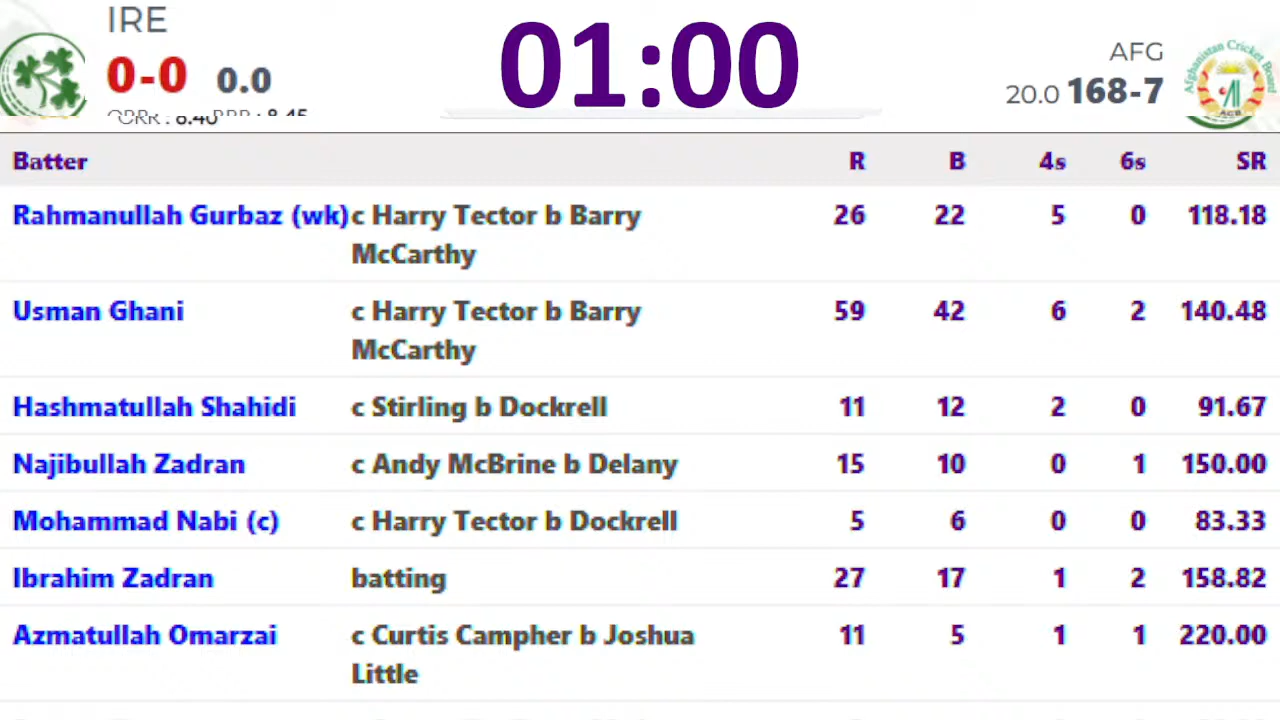 IRE
0-0 0.0
01:00
AFG
20.0 168-7
Afghanistan Cricket Board
ACB
Batter R B 4s 6s SR
Rahmanullah Gurbaz (wk) c Harry Tector b Barry McCarthy 26 22 5 0 118.18
Usman Ghani c Harry Tector b Barry McCarthy 59 42 6 2 140.48
Hashmatullah Shahidi c Stirling b Dockrell 11 12 2 0 91.67
Najibullah Zadran c Andy McBrine b Delany 15 10 0 1 150.00
Mohammad Nabi (c) c Harry Tector b Dockrell 5 6 0 0 83.33
Ibrahim Zadran batting 27 17 1 2 158.82
Azmatullah Omarzai c Curtis Campher b Joshua Little 11 5 1 1 220.00